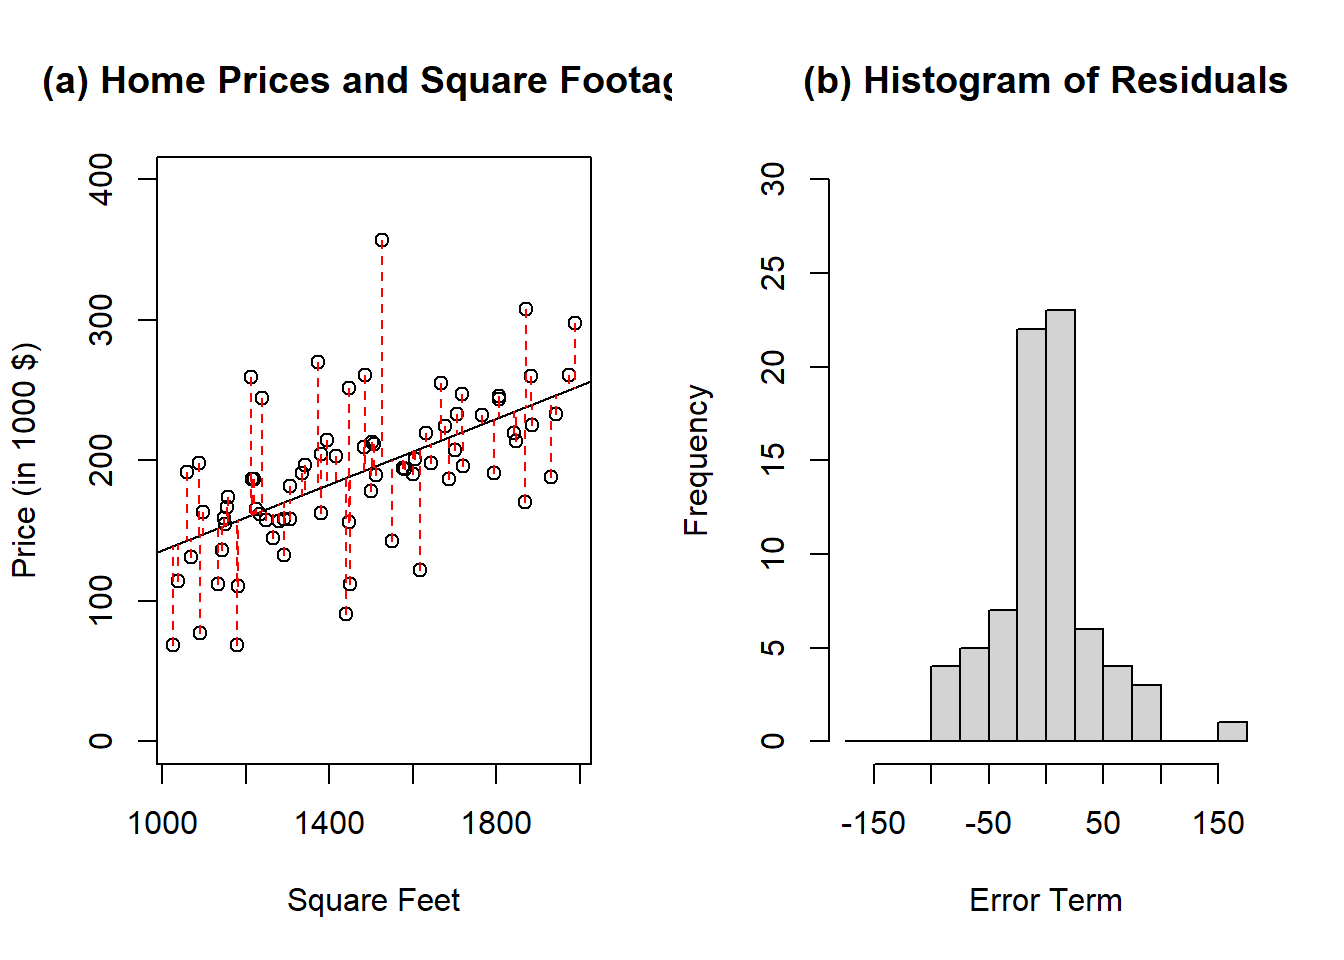 (a) Home Prices and Square Footag
Price (in 1000 $)
400
300
200
100
0
1000 1400 1800
Square Feet
(b) Histogram of Residuals
Frequency
30
25
20
15
10
5
0
-150 -50 50 150
Error Term